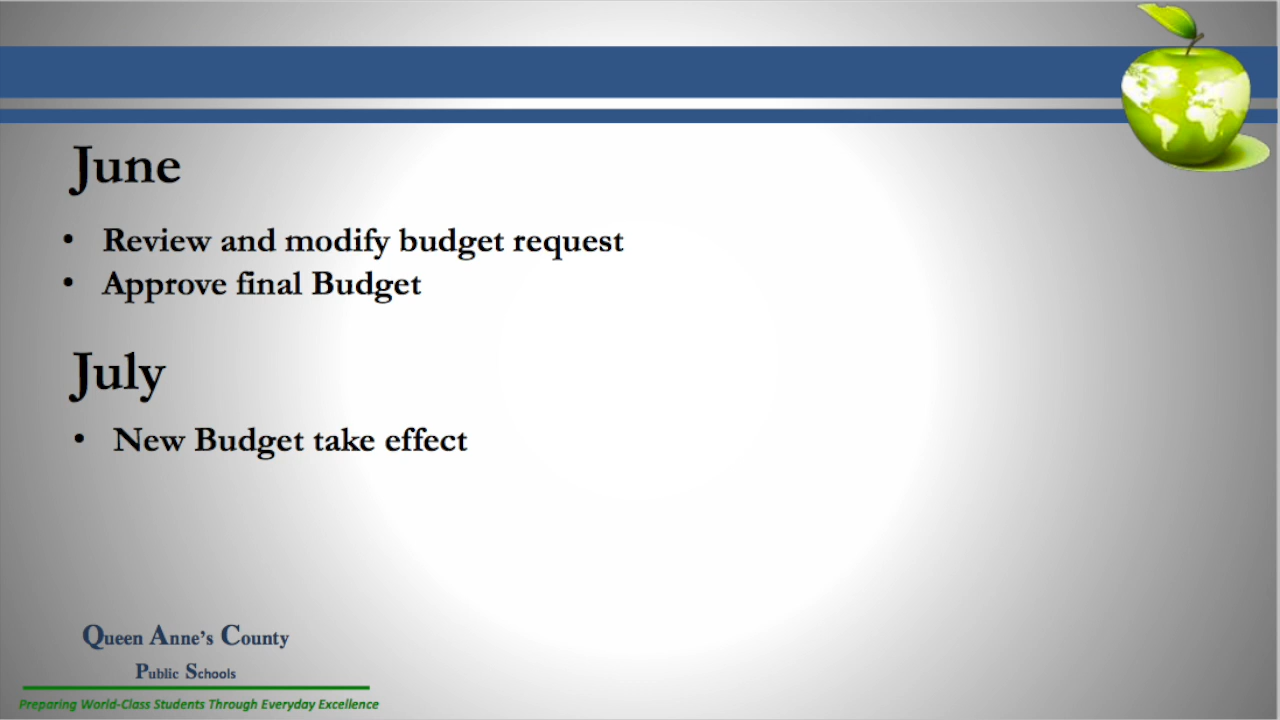 June
• Review and modify budget request
• Approve final Budget
July
• New Budget take effect
Queen Anne's County
Public Schools
Preparing World-Class Students Through Everyday Excellence